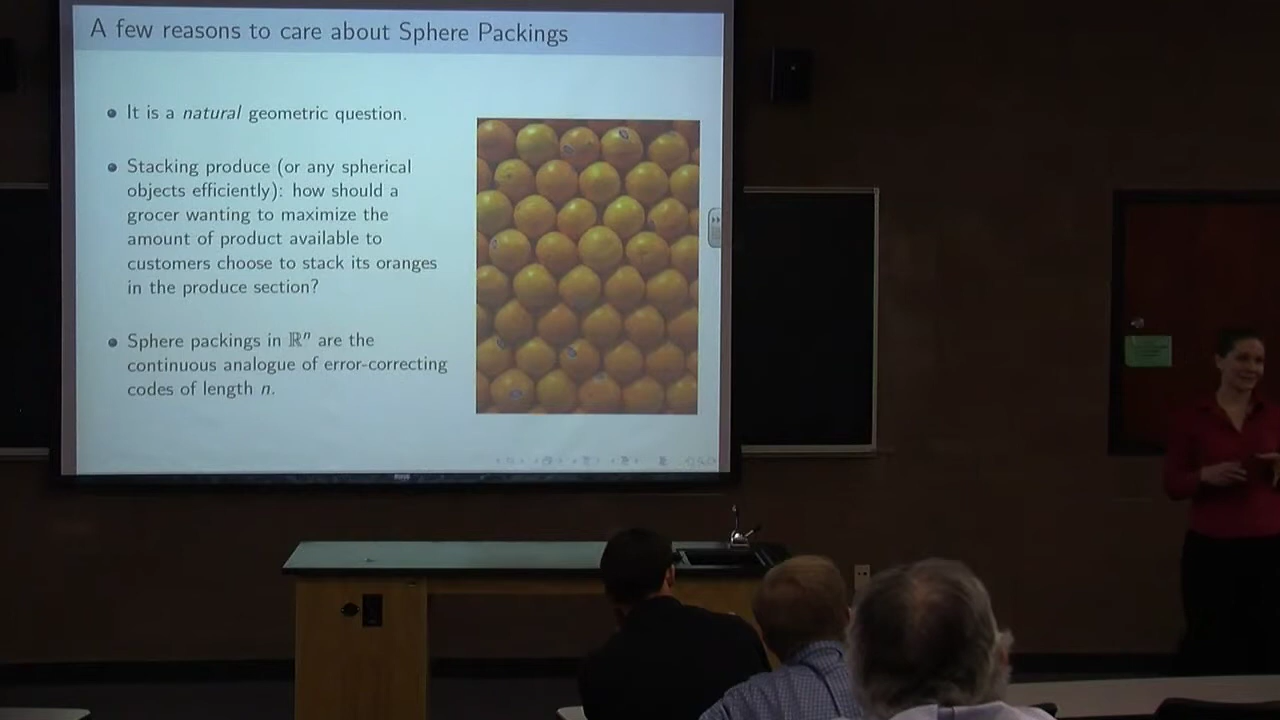 A few reasons to care about Sphere Packings
It is a natural geometric question.
Stacking produce (or any spherical
objects efficiently): how should a
grocer wanting to maximize the
amount of product available to
customers choose to stack its oranges
in the produce section?
Sphere packings in ℝⁿ are the
continuous analogue of error-correcting
codes of length n.